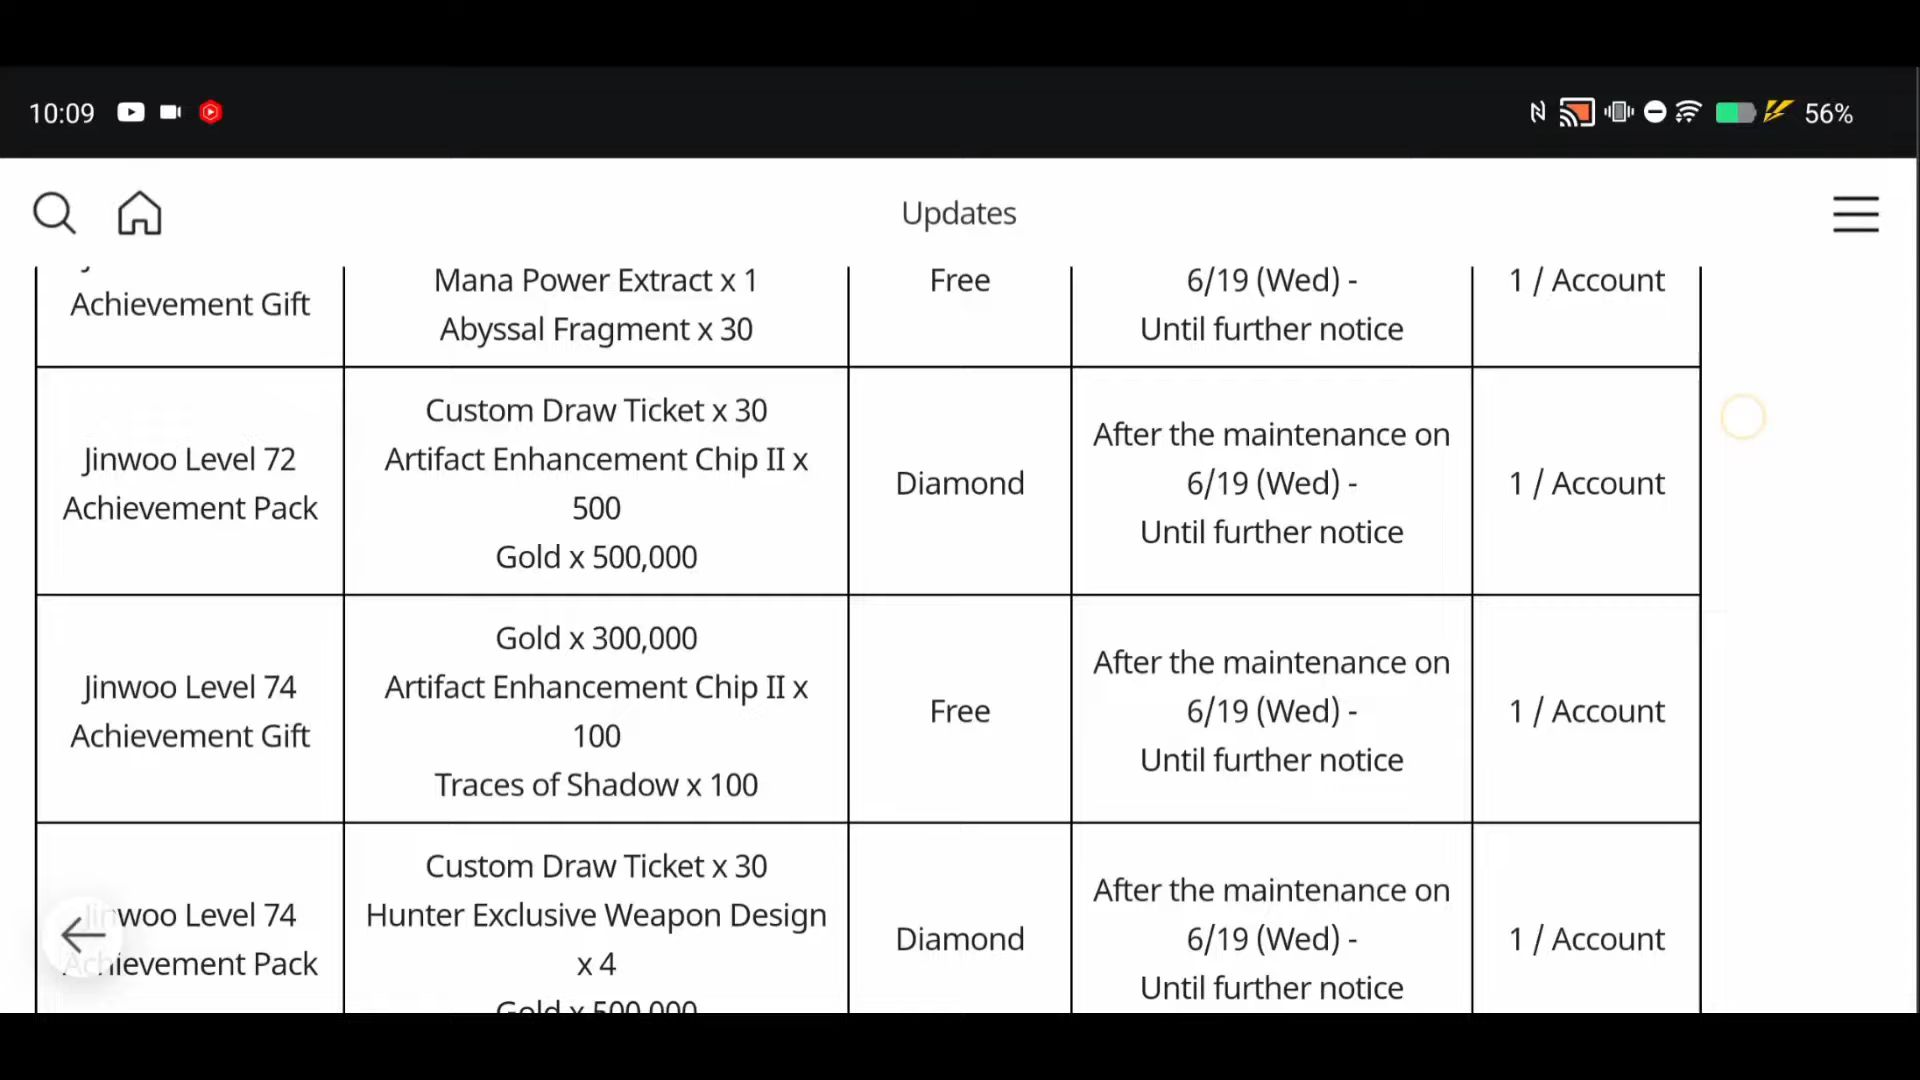 10:09
56%
Updates
Achievement Gift
Mana Power Extract x 1
Abyssal Fragment x 30
Free
6/19 (Wed) -
Until further notice
1 / Account
Jinwoo Level 72
Achievement Pack
Custom Draw Ticket x 30
Artifact Enhancement Chip II x
500
Gold x 500,000
Diamond
After the maintenance on
6/19 (Wed) -
Until further notice
1 / Account
Jinwoo Level 74
Achievement Gift
Gold x 300,000
Artifact Enhancement Chip II x
100
Traces of Shadow x 100
Free
After the maintenance on
6/19 (Wed) -
Until further notice
1 / Account
Jinwoo Level 74
Achievement Pack
Custom Draw Ticket x 30
Hunter Exclusive Weapon Design
x 4
Gold x 500,000
Diamond
After the maintenance on
6/19 (Wed) -
Until further notice
1 / Account